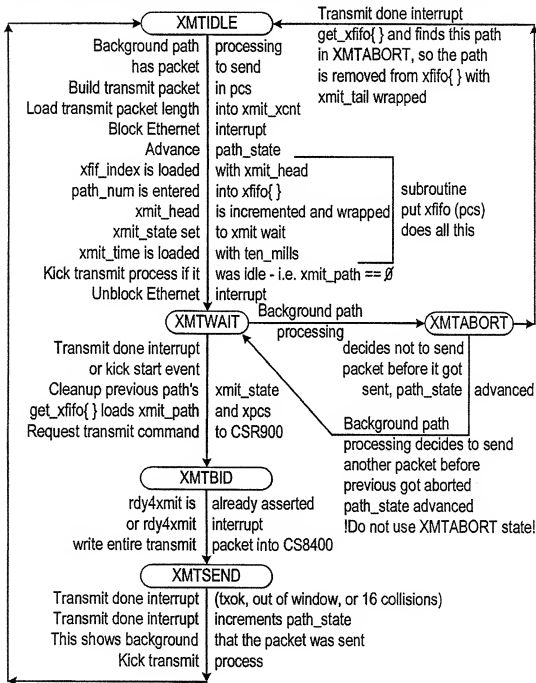 XMTIDLE
Background path processing
has packet to send
Build transmit packet in pcs
Load transmit packet length into xmit_xcnt
Block Ethernet interrupt
Advance path_state
xfif_index is loaded with xmit_head
path_num is entered into xfifo{ }
xmit_head is incremented and wrapped
xmit_state set to xmit wait
xmit_time is loaded with ten_mills
Kick transmit process if it was idle - i.e. xmit_path == Ø
Unblock Ethernet interrupt
Transmit done interrupt
get_xfifo{ } and finds this path
in XMTABORT, so the path
is removed from xfifo{ } with
xmit_tail wrapped
subroutine
put xfifo (pcs)
does all this
XMTWAIT
Background path
processing
XMTABORT
Transmit done interrupt
or kick start event
Cleanup previous path's xmit_state
get_xfifo{ } loads xmit_path and xpcs
Request transmit command to CSR900
decides not to send
packet before it got
sent, path_state advanced
Background path
processing decides to send
another packet before
previous got aborted
path_state advanced
!Do not use XMTABORT state!
XMTBID
rdy4xmit is already asserted
or rdy4xmit interrupt
write entire transmit packet into CS8400
XMTSEND
Transmit done interrupt (txok, out of window, or 16 collisions)
Transmit done interrupt increments path_state
This shows background that the packet was sent
Kick transmit process